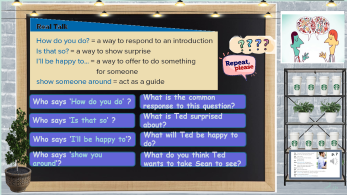 Real Talk
How do you do? = a way to respond to an introduction
Is that so? = a way to show surprise
I'll be happy to... = a way to offer to do something
for someone
show someone around = act as a guide
? ? ? ?
Repeat,
please
Who says 'How do you do' ?
What is the common
response to this question?
Who says 'Is that so' ?
What is Ted surprised
about?
Who says 'I'll be happy to'?
What will Ted be happy to
do?
Who says 'show you
around'?
What do you think Ted
wants to take Sean to see?